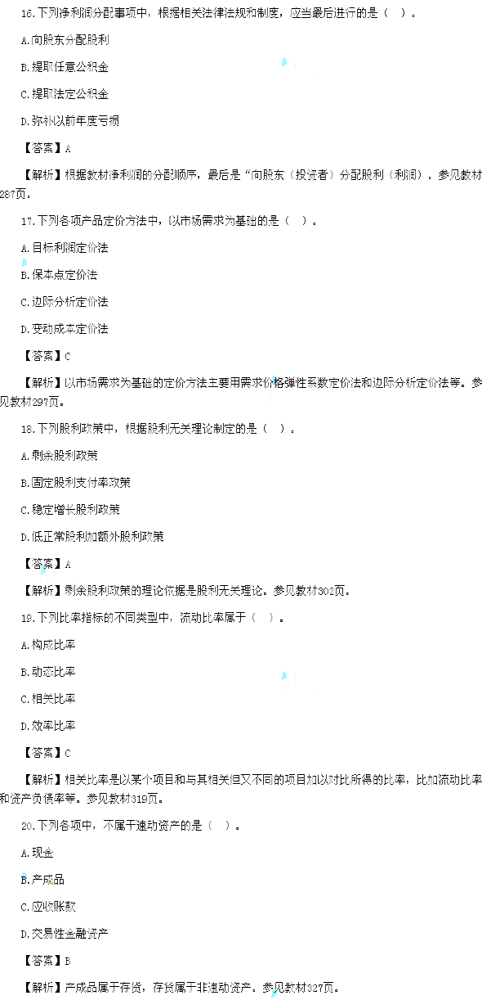 16.下列净利润分配事项中，根据相关法律法规和制度，应当最后进行的是（　）。
A.向股东分配股利
B.提取任意公积金
C.提取法定公积金
D.弥补以前年度亏损
【答案】A
【解析】根据教材净利润的分配顺序，最后是“向股东（投资者）分配股利（利润）。参见教材
287页。
17.下列各项产品定价方法中，以市场需求为基础的是（　）。
A.目标利润定价法
B.保本点定价法
C.边际分析定价法
D.变动成本定价法
【答案】C
【解析】以市场需求为基础的定价方法主要用需求价格弹性系数定价法和边际分析定价法等。参
见教材297页。
18.下列股利政策中，根据股利无关理论制定的是（　）。
A.剩余股利政策
B.固定股利支付率政策
C.稳定增长股利政策
D.低正常股利加额外股利政策
【答案】A
【解析】剩余股利政策的理论依据是股利无关理论。参见教材302页。
19.下列比率指标的不同类型中，流动比率属于（　）。
A.构成比率
B.动态比率
C.相关比率
D.效率比率
【答案】C
【解析】相关比率是以某个项目和与其相关但又不同的项目加以对比所得的比率，比如流动比率
和资产负债率等。参见教材319页。
20.下列各项中，不属于速动资产的是（　）。
A.现金
B.产成品
C.应收账款
D.交易性金融资产
【答案】B
【解析】产成品属于存货，存货属于非速动资产。参见教材327页。